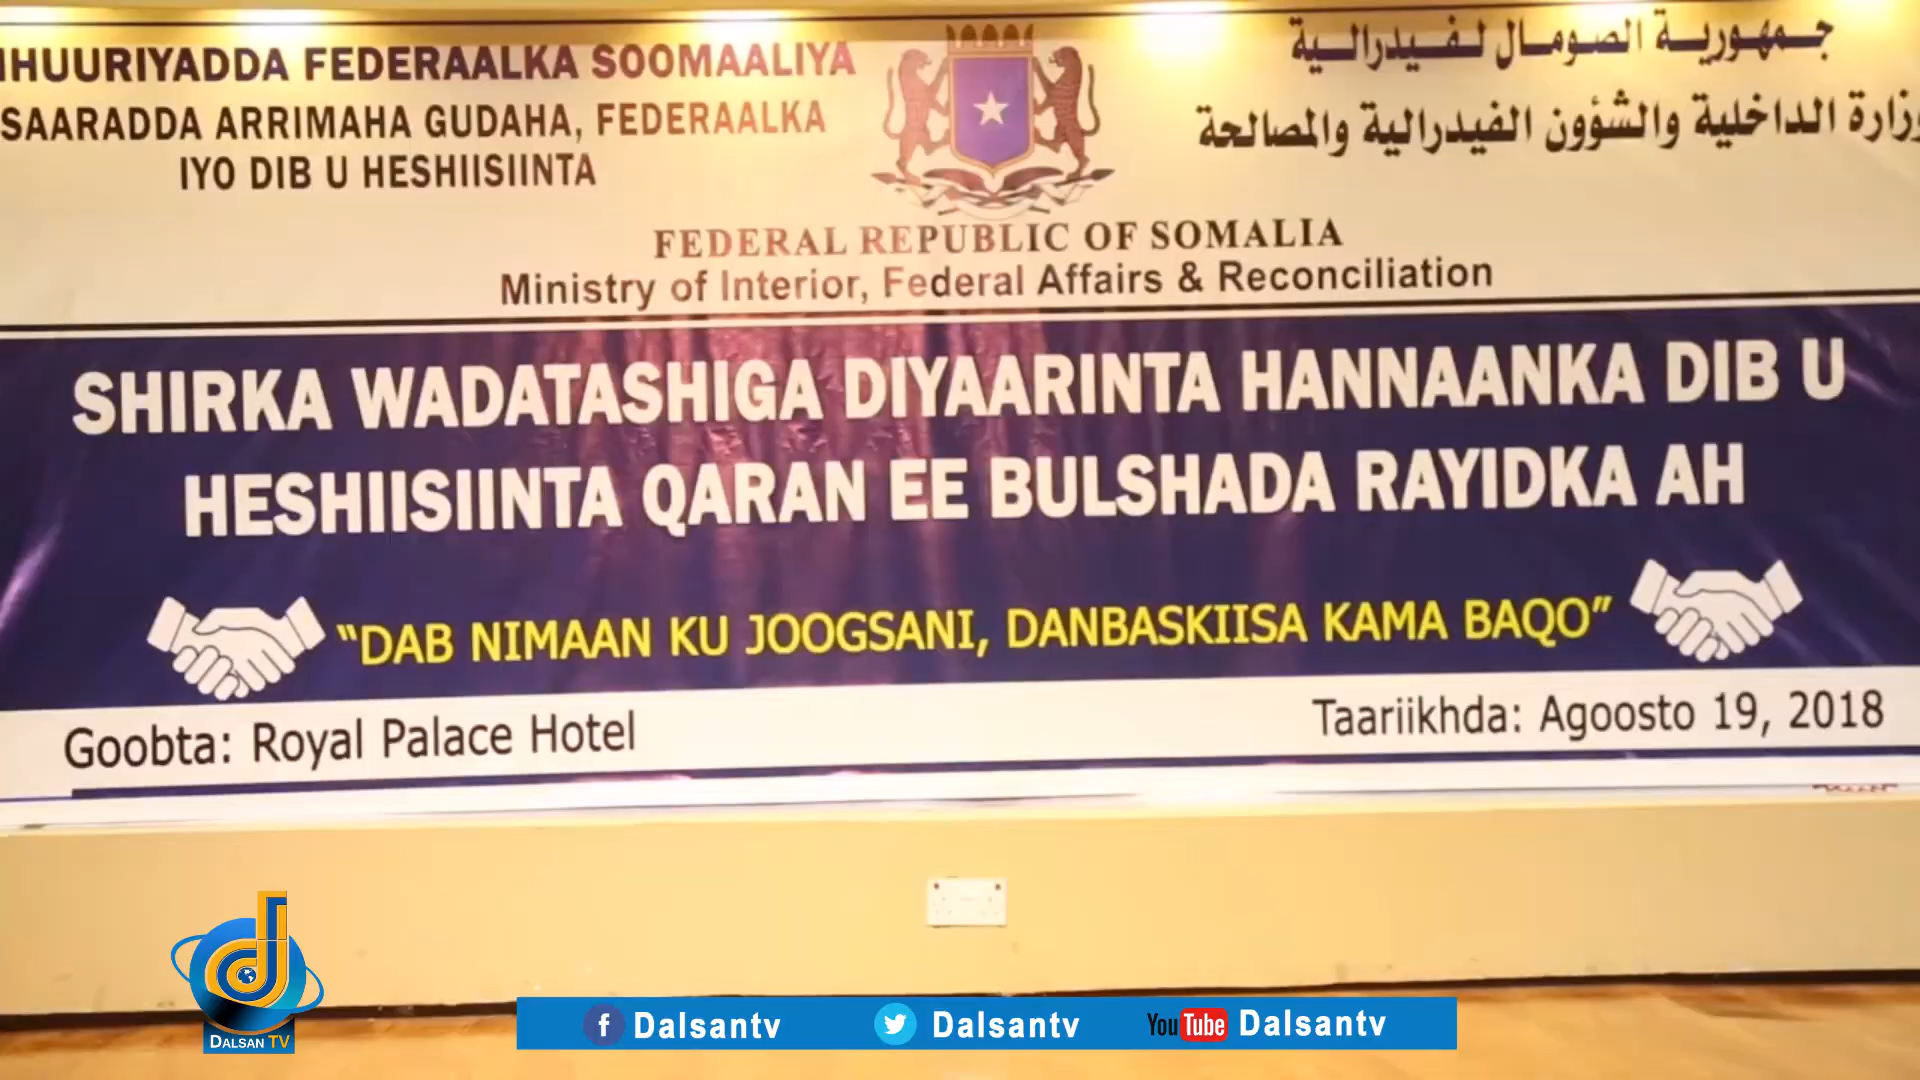 FEDERAALKA SOOMAALIYA
ARRIMAHA GUDAHA, FEDERAALKA
IYO DIB U HESHIISIINTA
جمهورية الصومال لفيدرالية
وزارة الداخلية والشؤون الفيدرالية والمصالحة
FEDERAL REPUBLIC OF SOMALIA
Ministry of Interior, Federal Affairs & Reconciliation
SHIRKA WADATASHIGA DIYAARINTA HANNAANKA DIB U
HESHIISIINTA QARAN EE BULSHADA RAYIDKA AH
"DAB NIMAAN KU JOOGSANI, DANBASKIISA KAMA BAQO"
Goobta: Royal Palace Hotel
Taariikhda: Agoosto 19, 2018
DALSAN TV
f Dalsantv
Dalsantv
YouTube Dalsantv